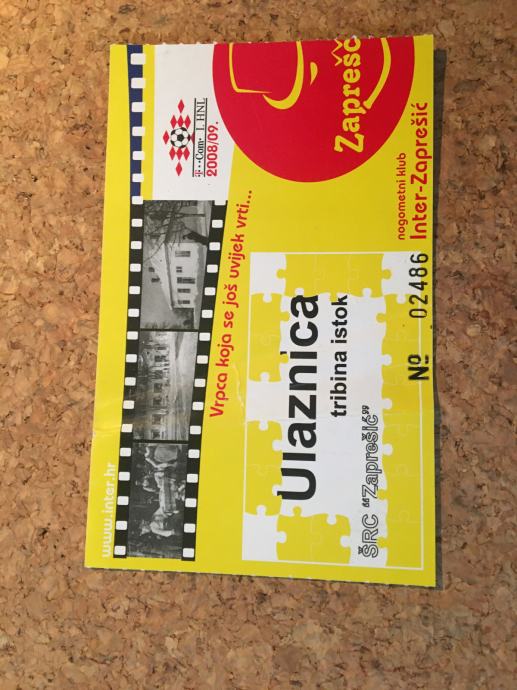 www.inter.hr
T··Com· 1. HNL
2008/09.
Vrpca koja se još uvijek vrti...
Zaprešić
Ulaznica
tribina istok
ŠRC "Zaprešić"
nogometni klub
Inter-Zaprešić
№ 02486